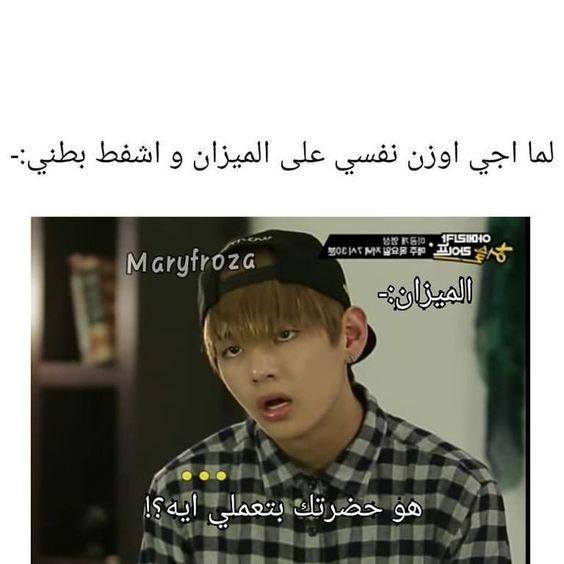 لما اجي اوزن نفسي على الميزان و اشفط بطني:-
Maryfroza
الميزان:-
هو حضرتك بتعملي ايه؟!